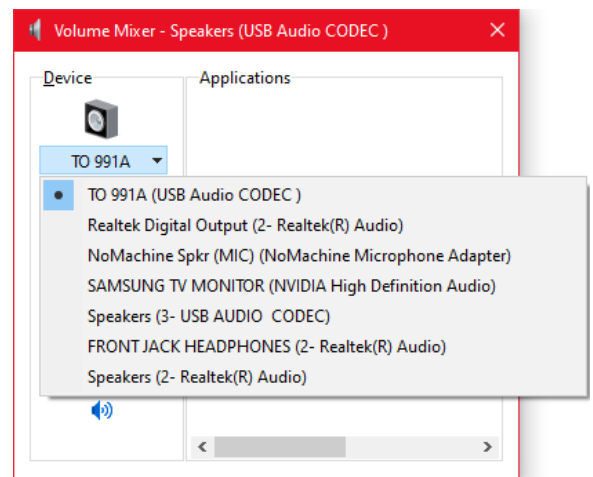 Volume Mixer - Speakers (USB Audio CODEC )
Device
Applications
TO 991A
TO 991A (USB Audio CODEC )
Realtek Digital Output (2- Realtek(R) Audio)
NoMachine Spkr (MIC) (NoMachine Microphone Adapter)
SAMSUNG TV MONITOR (NVIDIA High Definition Audio)
Speakers (3- USB AUDIO  CODEC)
FRONT JACK HEADPHONES (2- Realtek(R) Audio)
Speakers (2- Realtek(R) Audio)